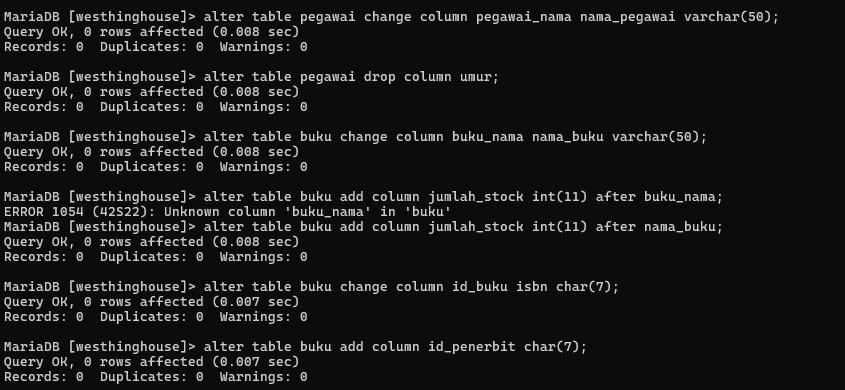 MariaDB [westhinghouse]> alter table pegawai change column pegawai_nama nama_pegawai varchar(50);
Query OK, 0 rows affected (0.008 sec)
Records: 0  Duplicates: 0  Warnings: 0
MariaDB [westhinghouse]> alter table pegawai drop column umur;
Query OK, 0 rows affected (0.008 sec)
Records: 0  Duplicates: 0  Warnings: 0
MariaDB [westhinghouse]> alter table buku change column buku_nama nama_buku varchar(50);
Query OK, 0 rows affected (0.008 sec)
Records: 0  Duplicates: 0  Warnings: 0
MariaDB [westhinghouse]> alter table buku add column jumlah_stock int(11) after buku_nama;
ERROR 1054 (42S22): Unknown column 'buku_nama' in 'buku'
MariaDB [westhinghouse]> alter table buku add column jumlah_stock int(11) after nama_buku;
Query OK, 0 rows affected (0.008 sec)
Records: 0  Duplicates: 0  Warnings: 0
MariaDB [westhinghouse]> alter table buku change column id_buku isbn char(7);
Query OK, 0 rows affected (0.007 sec)
Records: 0  Duplicates: 0  Warnings: 0
MariaDB [westhinghouse]> alter table buku add column id_penerbit char(7);
Query OK, 0 rows affected (0.007 sec)
Records: 0  Duplicates: 0  Warnings: 0